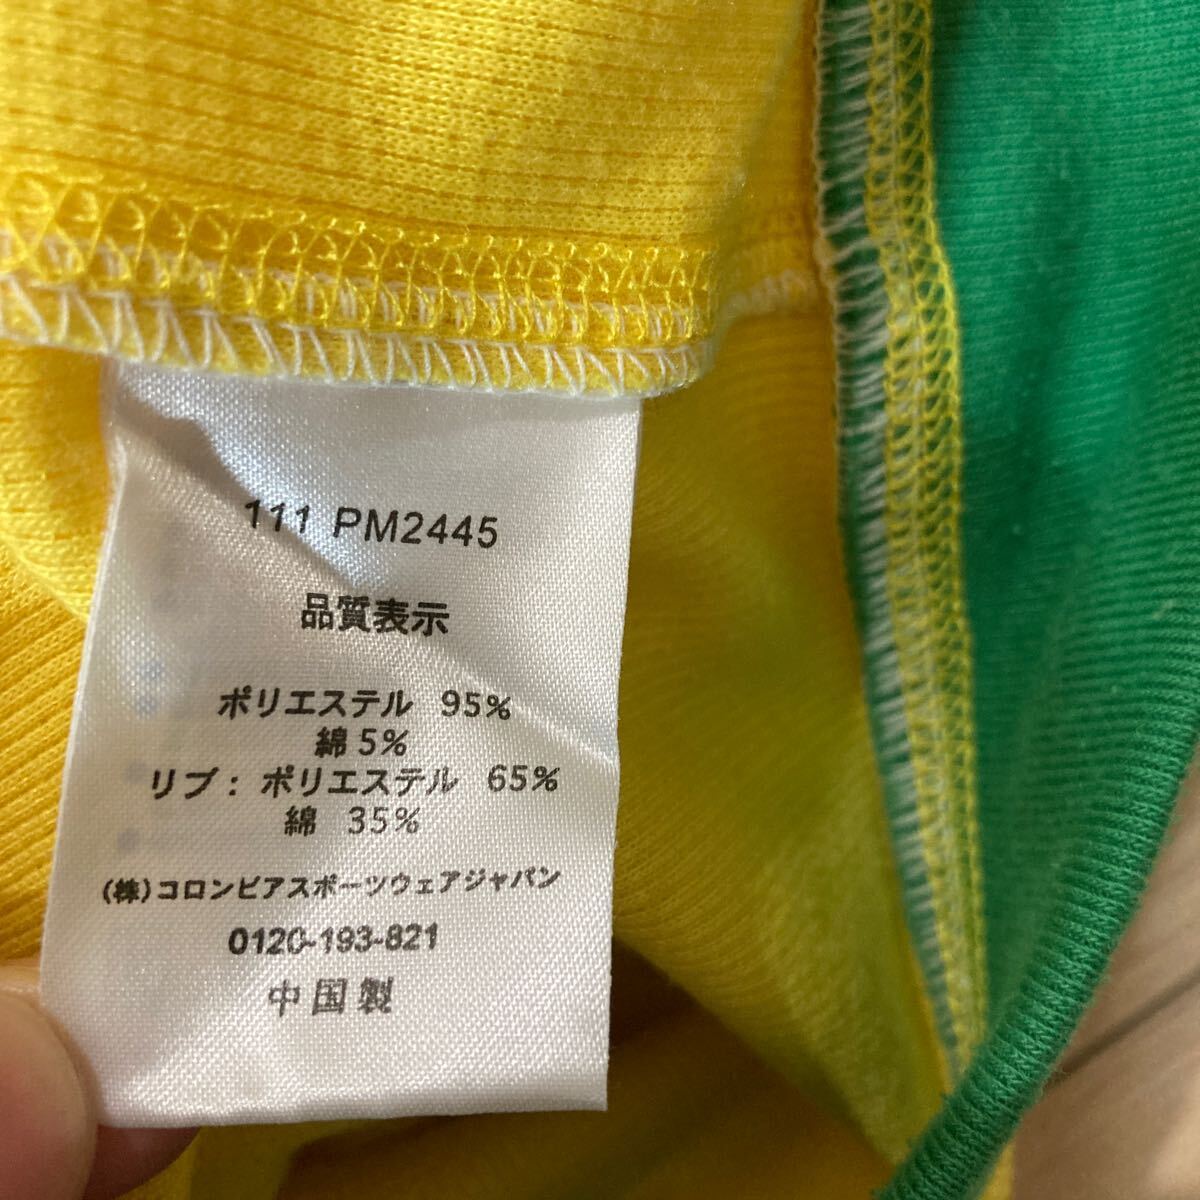 111 PM2445
品質表示
ポリエステル 95%
綿 5%
リブ: ポリエステル 65%
綿 35%
(株)コロンビアスポーツウェアジャパン
0120-193-821
中国製